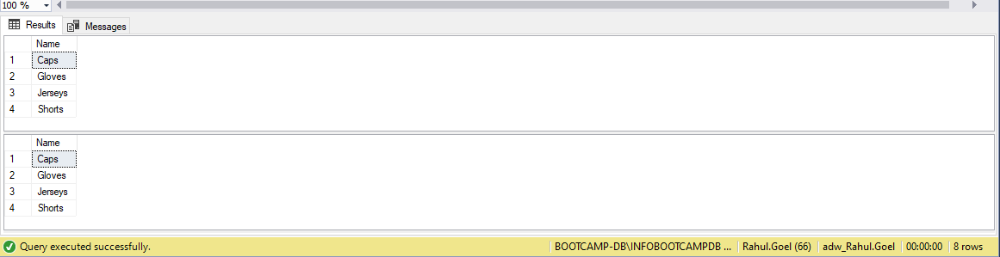 100 %
Results Messages
Name
1 Caps
2 Gloves
3 Jerseys
4 Shorts
Name
1 Caps
2 Gloves
3 Jerseys
4 Shorts
Query executed successfully. BOOTCAMP-DB\INFOBOOTCAMPDB ... Rahul.Goel (66) adw_Rahul.Goel 00:00:00 8 rows